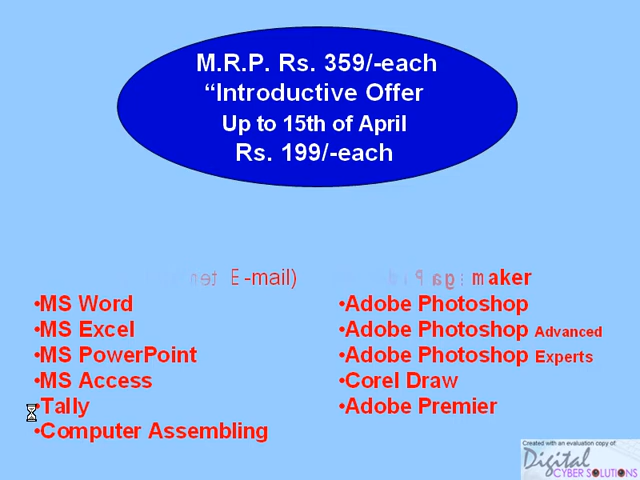 M.R.P. Rs. 359/-each
“Introductive Offer
Up to 15th of April
Rs. 199/-each
E-mail)
maker
•MS Word
•Adobe Photoshop
•MS Excel
•Adobe Photoshop Advanced
•MS PowerPoint
•Adobe Photoshop Experts
•MS Access
•Corel Draw
•Tally
•Adobe Premier
•Computer Assembling
Created with an evaluation copy of
Digital
CYBER SOLUTIONS